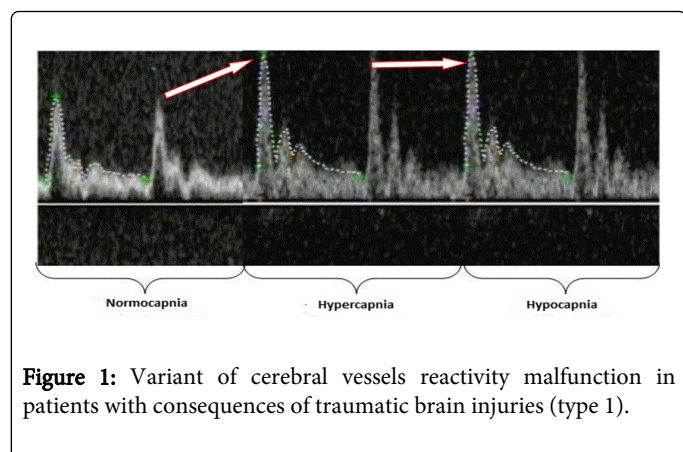 Normocapnia
Hypercapnia
Hypocapnia
Figure 1: Variant of cerebral vessels reactivity malfunction in
patients with consequences of traumatic brain injuries (type 1).